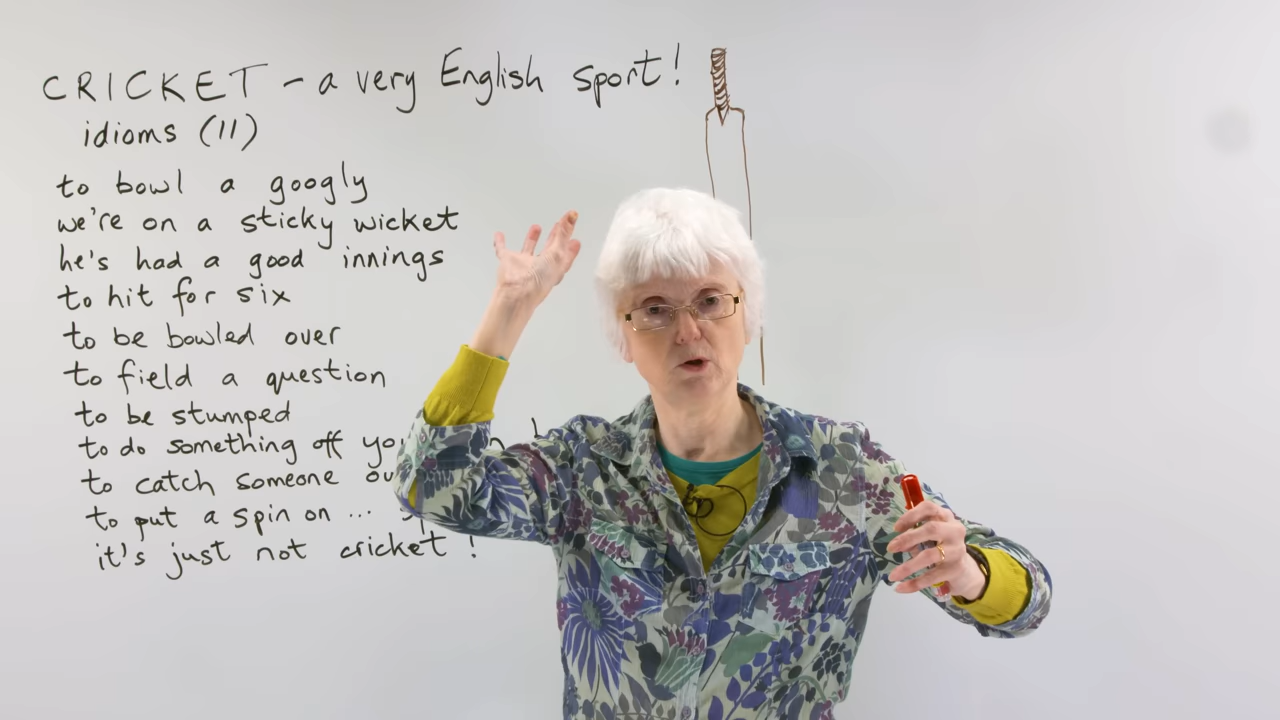 CRICKET - a very English sport!
idioms (11)
to bowl a googly
we're on a sticky wicket
he's had a good innings
to hit for six
to be bowled over
to field a question
to be stumped
to do something off
to catch someone
to put a spin on ...
it's just not cricket!